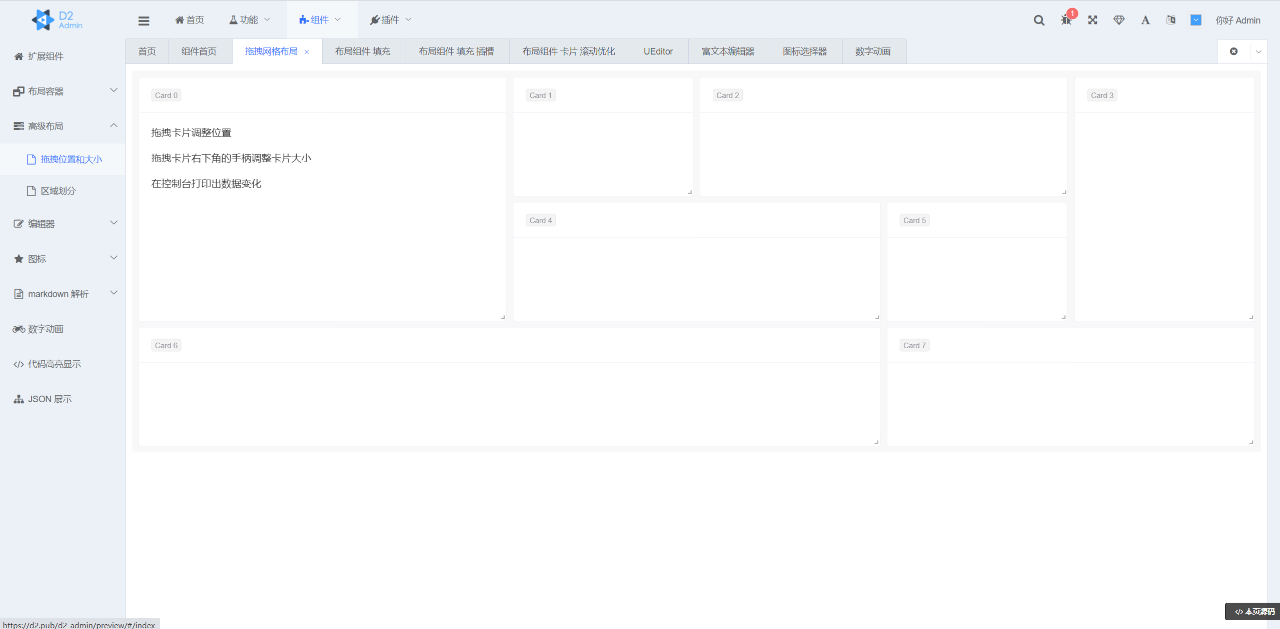 D2
Admin
首页
功能
组件
插件
1
你好 Admin
扩展组件
布局容器
高级布局
拖拽位置和大小
区域划分
编辑器
图标
markdown 解析
数字动画
代码高亮显示
JSON 展示
首页
组件首页
拖拽网格布局
布局组件 填充
布局组件 填充 插槽
布局组件 卡片 滚动优化
UEditor
富文本编辑器
图标选择器
数字动画
Card 0
拖拽卡片调整位置
拖拽卡片右下角的手柄调整卡片大小
在控制台打印出数据变化
Card 1
Card 2
Card 3
Card 4
Card 5
Card 6
Card 7
本页源码
https://d2.pub/d2-admin/preview/#/index